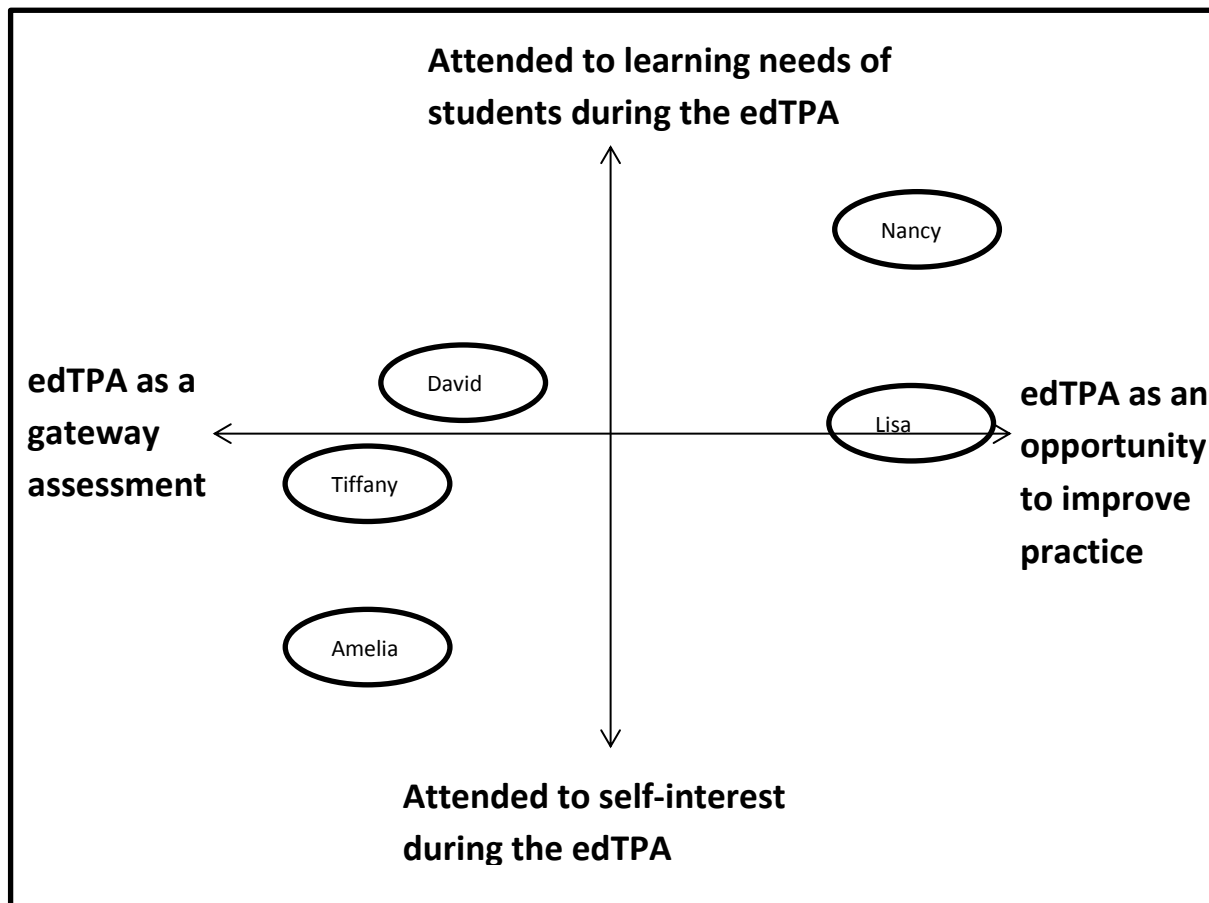 Attended to learning needs of
students during the edTPA
Nancy
David
edTPA as a
gateway
assessment
edTPA as an
opportunity
to improve
practice
Lisa
Tiffany
Amelia
Attended to self-interest
during the edTPA